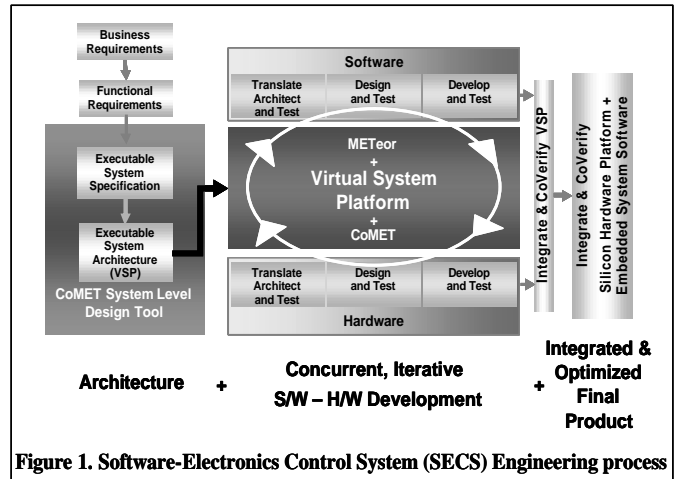 Business
Requirements
Functional
Requirements
Executable
System
Specification
Executable
System
Architecture
(VSP)
CoMET System Level
Design Tool
Software
Translate
Architect
and Test
Design
and Test
Develop
and Test
METeor
+
Virtual System
Platform
+
CoMET
Translate
Architect
and Test
Design
and Test
Develop
and Test
Hardware
Integrate & CoVerify VSP
Integrate & CoVerify
Silicon Hardware Platform +
Embedded System Software
Architecture
+
Concurrent, Iterative
S/W – H/W Development
+
Integrated &
Optimized
Final
Product
Figure 1. Software-Electronics Control System (SECS) Engineering process